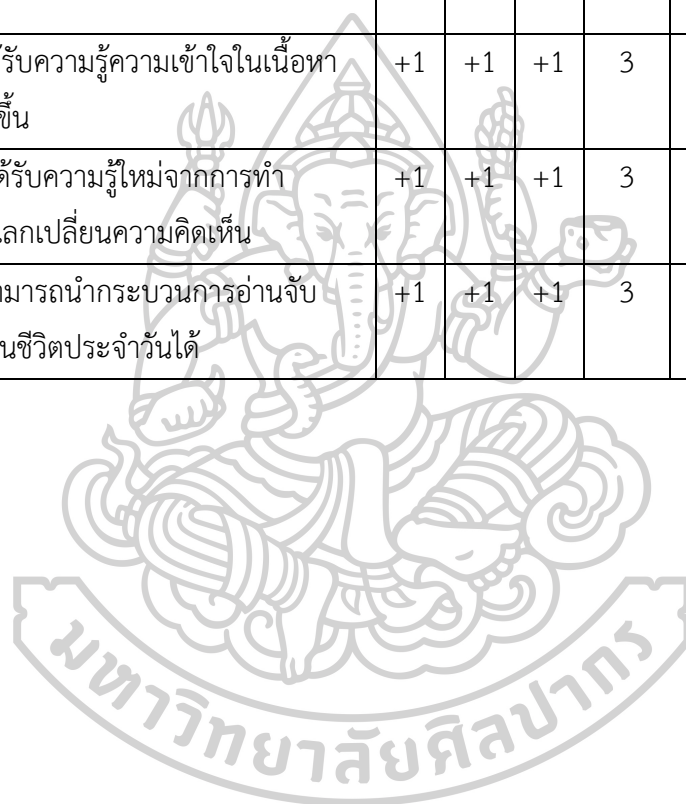 รับความรู้ความเข้าใจในเนื้อหา +1 +1 +1 3
ขึ้น
ด้รับความรู้ใหม่จากการทำ +1 +1 +1 3
ลกเปลี่ยนความคิดเห็น
ามารถนำกระบวนการอ่านจับ +1 +1 +1 3
นชีวิตประจำวันได้
มหาวิทยาลัยศิลปากร